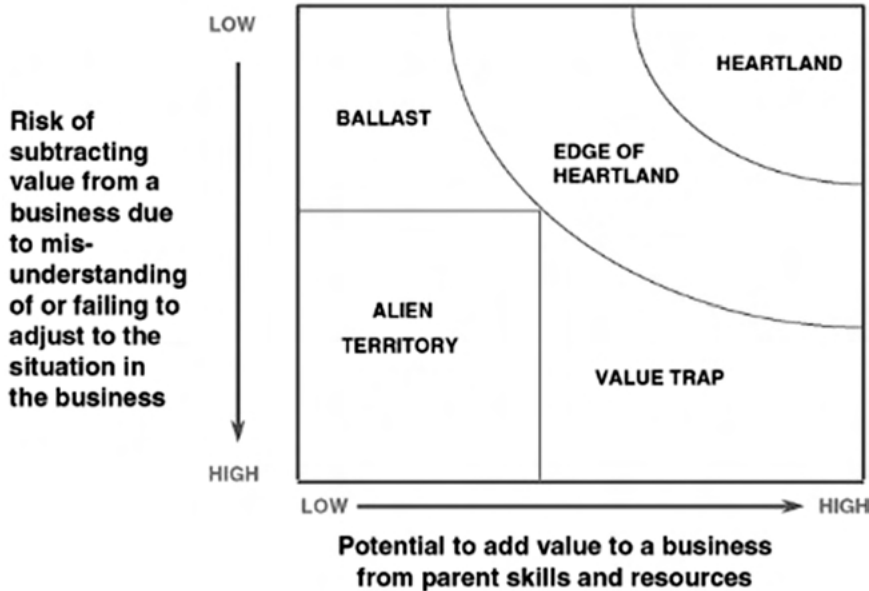 LOW
Risk of
subtracting
value from a
business due
to mis-
understanding
of or failing to
adjust to the
situation in
the business
HIGH
BALLAST
HEARTLAND
EDGE OF
HEARTLAND
ALIEN
TERRITORY
VALUE TRAP
LOW
HIGH
Potential to add value to a business
from parent skills and resources